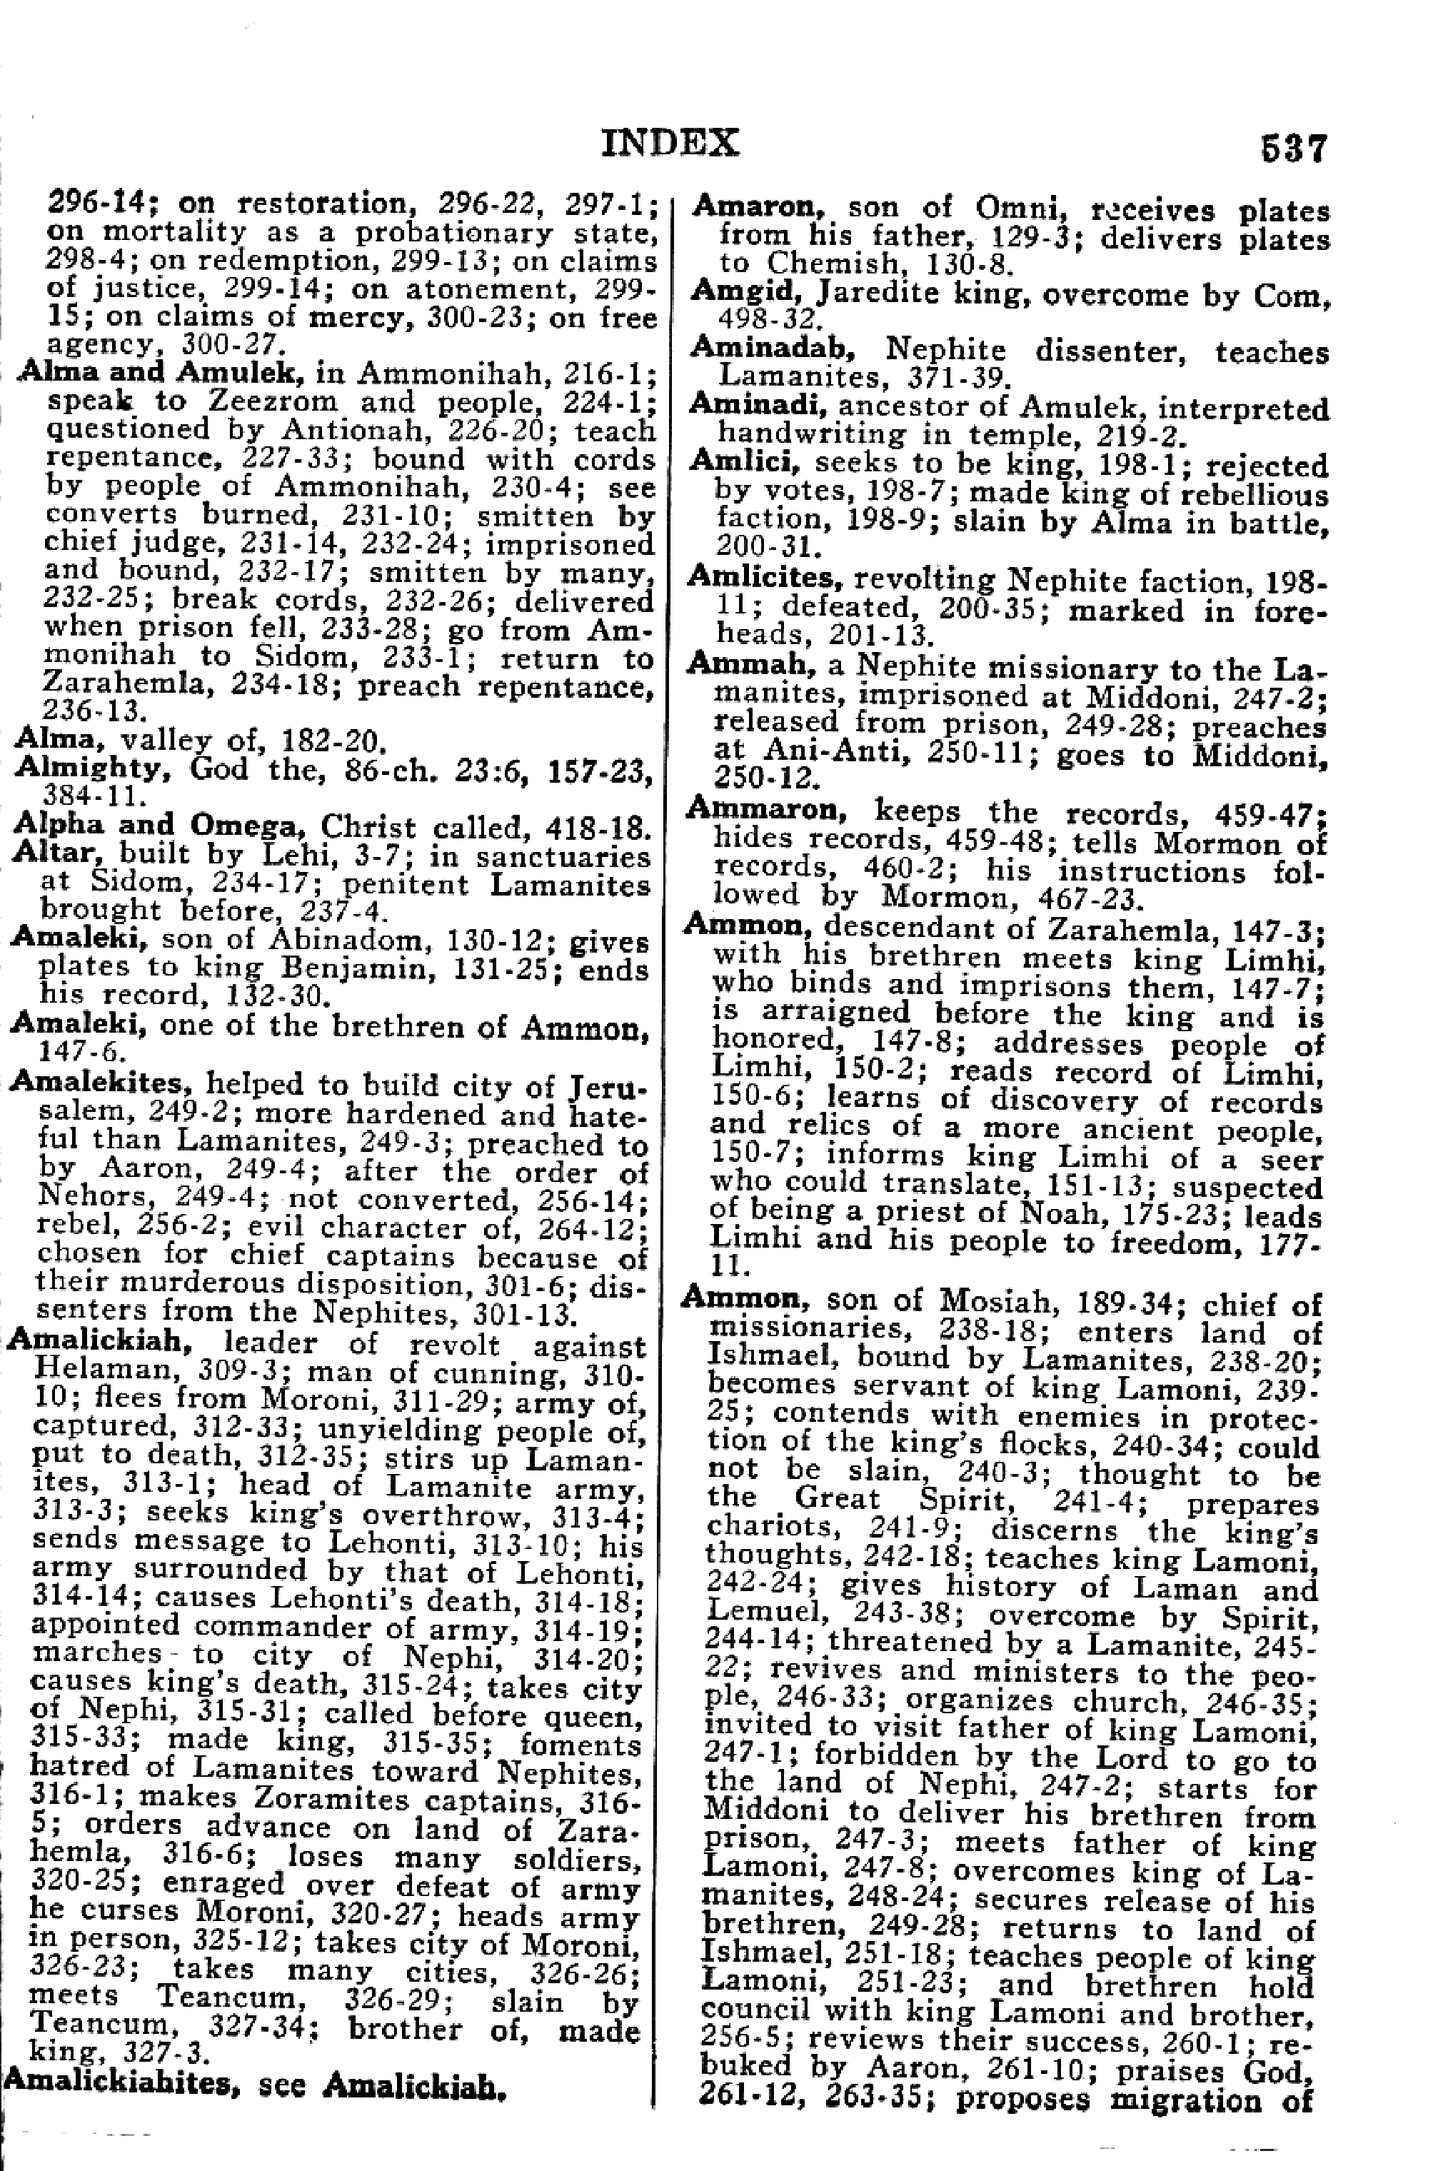 INDEX
537
296-14; on restoration, 296-22, 297-1;
on mortality as a probationary state,
298-4; on redemption, 299-13; on claims
of justice, 299-14; on atonement, 299-
15; on claims of mercy, 300-23; on free
agency, 300-27.
Alma and Amulek, in Ammonihah, 216-1;
speak to Zeezrom and people, 224-1;
questioned by Antionah, 226-20; teach
repentance, 227-33; bound with cords
by people of Ammonihah, 230-4; see
converts burned, 231-10; smitten by
chief judge, 231-14, 232-24; imprisoned
and bound, 232-17; smitten by many,
232-25; break cords, 232-26; delivered
when prison fell, 233-28; go from Am-
monihah to Sidom, 233-1; return to
Zarahemla, 234-18; preach repentance,
236-13.
Alma, valley of, 182-20.
Almighty, God the, 86-ch. 23:6, 157-23,
384-11.
Alpha and Omega, Christ called, 418-18.
Altar, built by Lehi, 3-7; in sanctuaries
at Sidom, 234-17; penitent Lamanites
brought before, 237-4.
Amaleki, son of Abinadom, 130-12; gives
plates to king Benjamin, 131-25; ends
his record, 132-30.
Amaleki, one of the brethren of Ammon,
147-6.
Amalekites, helped to build city of Jeru-
salem, 249-2; more hardened and hate-
ful than Lamanites, 249-3; preached to
by Aaron, 249-4; after the order of
Nehors, 249-4; not converted, 256-14;
rebel, 256-2; evil character of, 264-12;
chosen for chief captains because of
their murderous disposition, 301-6; dis-
senters from the Nephites, 301-13.
Amalickiah, leader of revolt against
Helaman, 309-3; man of cunning, 310-
10; flees from Moroni, 311-29; army of,
captured, 312-33; unyielding people of,
put to death, 312-35; stirs up Laman-
ites, 313-1; head of Lamanite army,
313-3; seeks king's overthrow, 313-4;
sends message to Lehonti, 313-10; his
army surrounded by that of Lehonti,
314-14; causes Lehonti's death, 314-18;
appointed commander of army, 314-19;
marches to city of Nephi, 314-20;
causes king's death, 315-24; takes city
of Nephi, 315-31; called before queen,
315-33; made king, 315-35; foments
hatred of Lamanites toward Nephites,
316-1; makes Zoramites captains, 316-
5; orders advance on land of Zara-
hemla, 316-6; loses many soldiers,
320-25; enraged over defeat of army
he curses Moroni, 320-27; heads army
in person, 325-12; takes city of Moroni,
326-23; takes many cities, 326-26;
meets Teancum, 326-29; slain by
Teancum, 327-34; brother of, made
king, 327-3.
Amalickiahites, see Amalickiah.
Amaron, son of Omni, receives plates
from his father, 129-3; delivers plates
to Chemish, 130-8.
Amgid, Jaredite king, overcome by Com,
498-32.
Aminadab, Nephite dissenter, teaches
Lamanites, 371-39.
Aminadi, ancestor of Amulek, interpreted
handwriting in temple, 219-2.
Amlici, seeks to be king, 198-1; rejected
by votes, 198-7; made king of rebellious
faction, 198-9; slain by Alma in battle,
200-31.
Amlicites, revolting Nephite faction, 198-
11; defeated, 200-35; marked in fore-
heads, 201-13.
Ammah, a Nephite missionary to the La-
manites, imprisoned at Middoni, 247-2;
released from prison, 249-28; preaches
at Ani-Anti, 250-11; goes to Middoni,
250-12.
Ammaron, keeps the records, 459-47;
hides records, 459-48; tells Mormon of
records, 460-2; his instructions fol-
lowed by Mormon, 467-23.
Ammon, descendant of Zarahemla, 147-3;
with his brethren meets king Limhi,
who binds and imprisons them, 147-7;
is arraigned before the king and is
honored, 147-8; addresses people of
Limhi, 150-2; reads record of Limhi,
150-6; learns of discovery of records
and relics of a more ancient people,
150-7; informs king Limhi of a seer
who could translate, 151-13; suspected
of being a priest of Noah, 175-23; leads
Limhi and his people to freedom, 177-
11.
Ammon, son of Mosiah, 189-34; chief of
missionaries, 238-18; enters land of
Ishmael, bound by Lamanites, 238-20;
becomes servant of king Lamoni, 239-
25; contends with enemies in protec-
tion of the king's flocks, 240-34; could
not be slain, 240-3; thought to be
the Great Spirit, 241-4; prepares
chariots, 241-9; discerns the king's
thoughts, 242-18; teaches king Lamoni,
242-24; gives history of Laman and
Lemuel, 243-38; overcome by Spirit,
244-14; threatened by a Lamanite, 245-
22; revives and ministers to the peo-
ple, 246-33; organizes church, 246-35;
invited to visit father of king Lamoni,
247-1; forbidden by the Lord to go to
the land of Nephi, 247-2; starts for
Middoni to deliver his brethren from
prison, 247-3; meets father of king
Lamoni, 247-8; overcomes king of La-
manites, 248-24; secures release of his
brethren, 249-28; returns to land of
Ishmael, 251-18; teaches people of king
Lamoni, 251-23; and brethren hold
council with king Lamoni and brother,
256-5; reviews their success, 260-1; re-
buked by Aaron, 261-10; praises God,
261-12, 263-35; proposes migration of